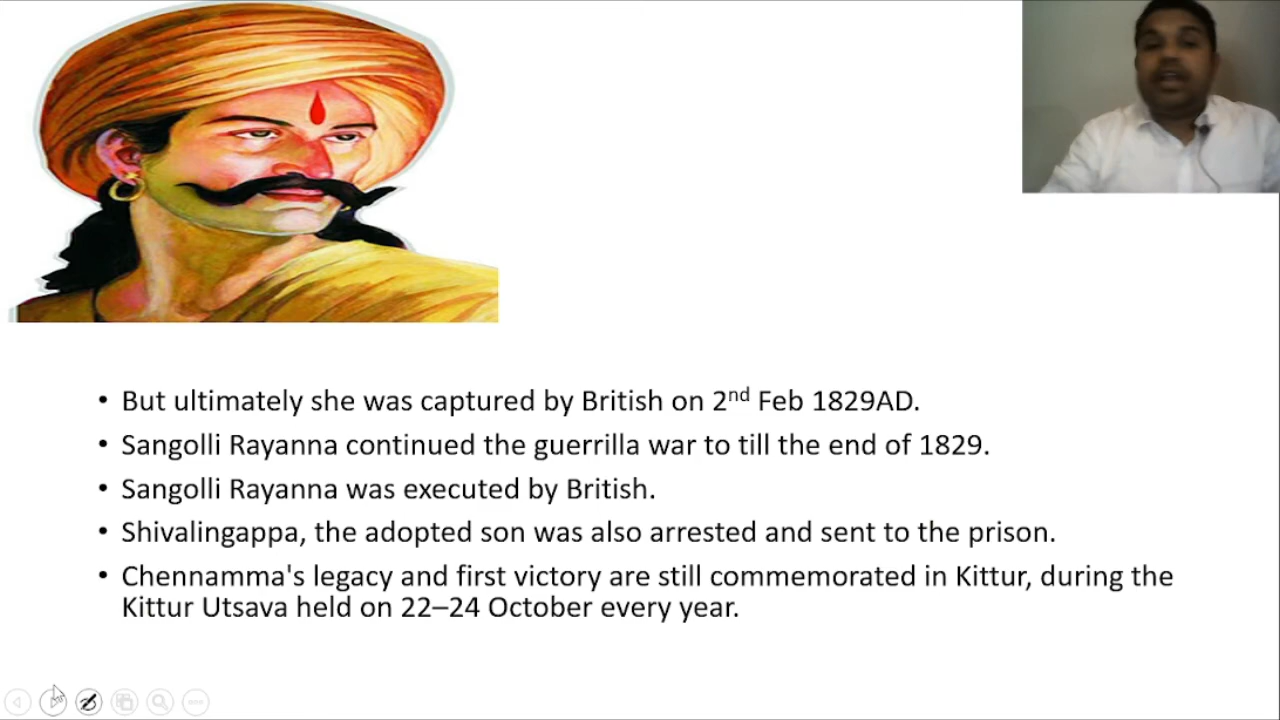 • But ultimately she was captured by British on 2nd Feb 1829AD.
• Sangolli Rayanna continued the guerrilla war to till the end of 1829.
• Sangolli Rayanna was executed by British.
• Shivalingappa, the adopted son was also arrested and sent to the prison.
• Chennamma's legacy and first victory are still commemorated in Kittur, during the
Kittur Utsava held on 22–24 October every year.